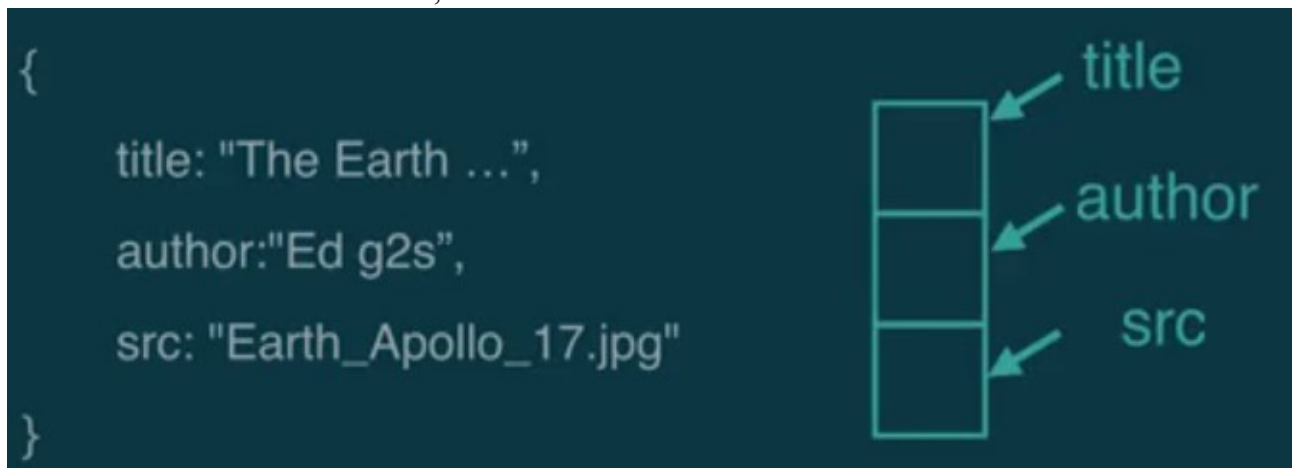 {
title: "The Earth …”,
author:"Ed g2s”,
src: "Earth_Apollo_17.jpg"
}
title
author
src